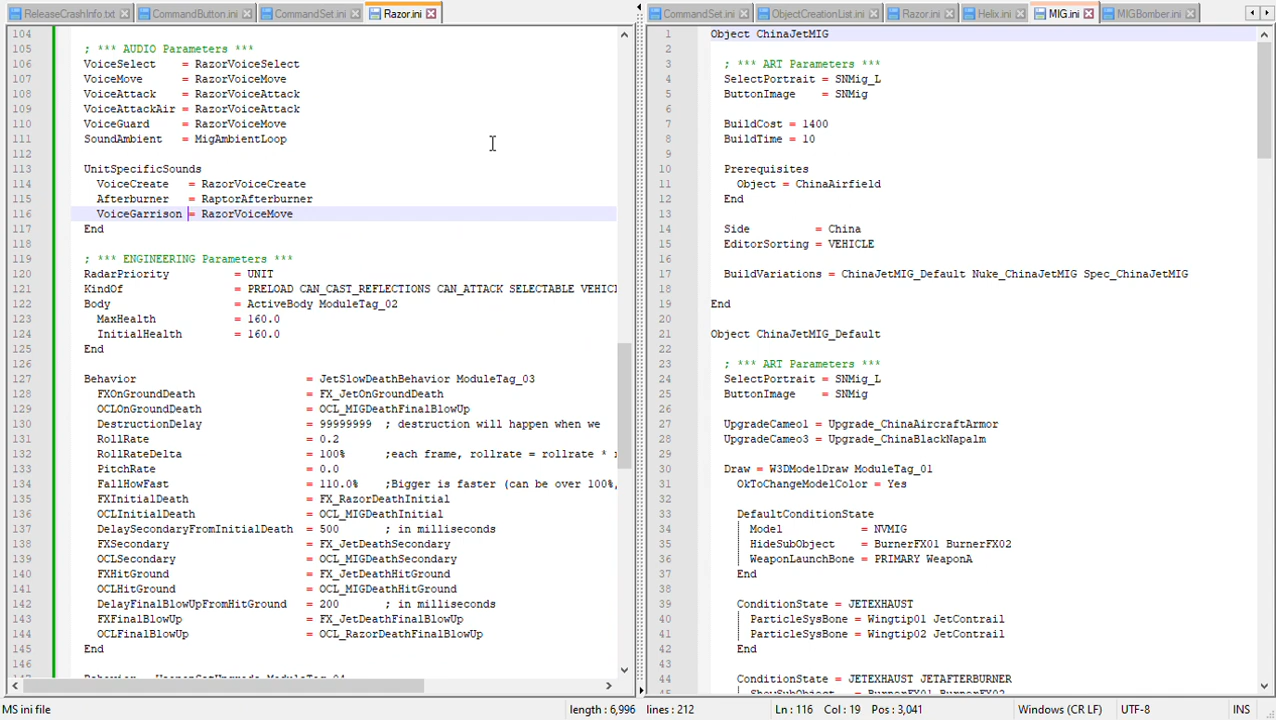 ReleaseCrashInfo.txt CommandButton.ini CommandSet.ini Razor.ini
104
105 ; *** AUDIO Parameters ***
106 VoiceSelect = RazorVoiceSelect
107 VoiceMove = RazorVoiceMove
108 VoiceAttack = RazorVoiceAttack
109 VoiceAttackAir = RazorVoiceAttack
110 VoiceGuard = RazorVoiceMove
111 SoundAmbient = MigAmbientLoop
112
113 UnitSpecificSounds
114 VoiceCreate = RazorVoiceCreate
115 Afterburner = RaptorAfterburner
116 VoiceGarrison = RazorVoiceMove
117 End
118
119 ; *** ENGINEERING Parameters ***
120 RadarPriority = UNIT
121 KindOf = PRELOAD CAN_CAST_REFLECTIONS CAN_ATTACK SELECTABLE VEHIC
122 Body = ActiveBody ModuleTag_02
123 MaxHealth = 160.0
124 InitialHealth = 160.0
125 End
126
127 Behavior = JetSlowDeathBehavior ModuleTag_03
128 FXOnGroundDeath = FX_JetOnGroundDeath
129 OCLOnGroundDeath = OCL_MIGDeathFinalBlowUp
130 DestructionDelay = 99999999 ; destruction will happen when we
131 RollRate = 0.2
132 RollRateDelta = 100% ;each frame, rollrate = rollrate *
133 PitchRate = 0.0
134 FallHowFast = 110.0% ;Bigger is faster (can be over 100%,
135 FXInitialDeath = FX_RazorDeathInitial
136 OCLInitialDeath = OCL_MIGDeathInitial
137 DelaySecondaryFromInitialDeath = 500 ; in milliseconds
138 FXSecondary = FX_JetDeathSecondary
139 OCLSecondary = OCL_MIGDeathSecondary
140 FXHitGround = FX_JetDeathHitGround
141 OCLHitGround = OCL_MIGDeathHitGround
142 DelayFinalBlowUpFromHitGround = 200 ; in milliseconds
143 FXFinalBlowUp = FX_JetDeathFinalBlowUp
144 OCLFinalBlowUp = OCL_RazorDeathFinalBlowUp
145 End
146
CommandSet.ini ObjectCreationList.ini Razor.ini Helix.ini MIG.ini MIGBomber.ini
1 Object ChinaJetMIG
2
3 ; *** ART Parameters ***
4 SelectPortrait = SNMig_L
5 ButtonImage = SNMig
6
7 BuildCost = 1400
8 BuildTime = 10
9
10 Prerequisites
11 Object = ChinaAirfield
12 End
13
14 Side = China
15 EditorSorting = VEHICLE
16
17 BuildVariations = ChinaJetMIG_Default Nuke_ChinaJetMIG Spec_ChinaJetMIG
18
19 End
20
21 Object ChinaJetMIG_Default
22
23 ; *** ART Parameters ***
24 SelectPortrait = SNMig_L
25 ButtonImage = SNMig
26
27 UpgradeCameo1 = Upgrade_ChinaAircraftArmor
28 UpgradeCameo3 = Upgrade_ChinaBlackNapalm
29
30 Draw = W3DModelDraw ModuleTag_01
31 OkToChangeModelColor = Yes
32
33 DefaultConditionState
34 Model = NVMIG
35 HideSubObject = BurnerFX01 BurnerFX02
36 WeaponLaunchBone = PRIMARY WeaponA
37 End
38
39 ConditionState = JETEXHAUST
40 ParticleSysBone = Wingtip01 JetContrail
41 ParticleSysBone = Wingtip02 JetContrail
42 End
43
44 ConditionState = JETEXHAUST JETAFTERBURNER
45 ShowSubObject = BurnerFX01 BurnerFX02
MS ini file length : 6,996 lines : 212 Ln : 116 Col : 19 Pos : 3,041 Windows (CR LF) UTF-8 INS